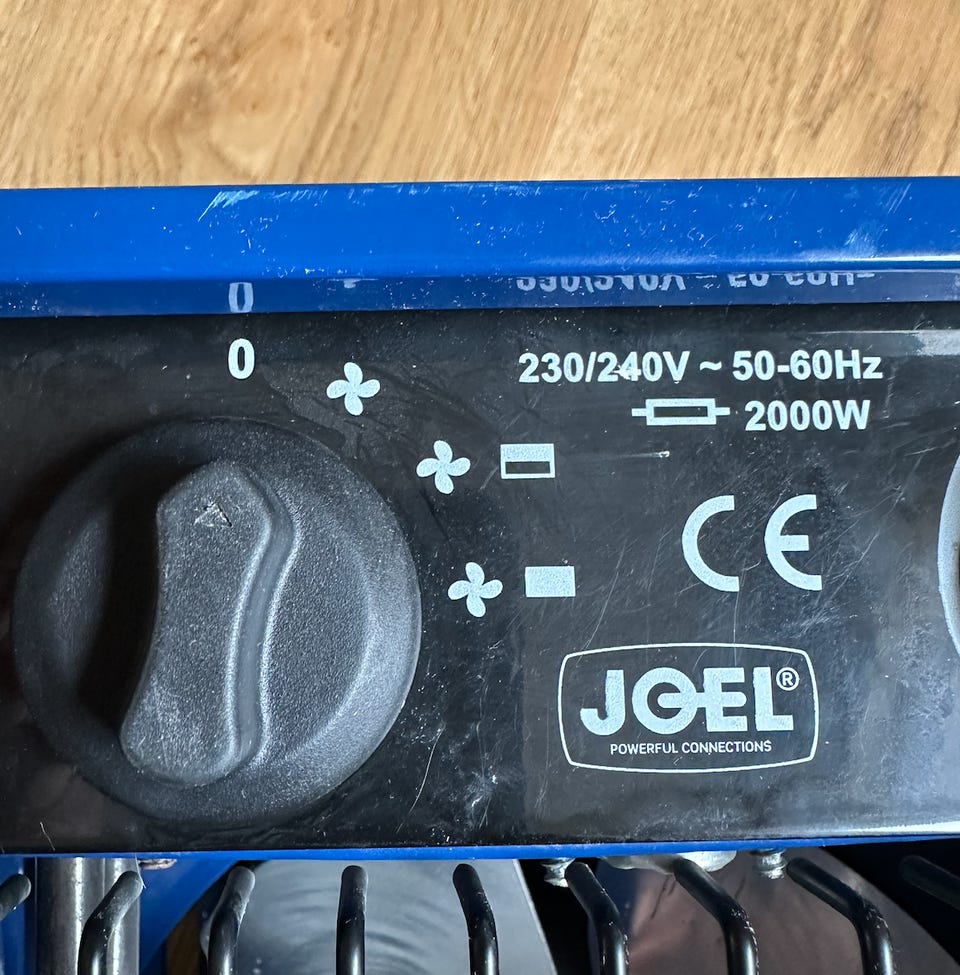 0
230/240V ~ 50-60Hz
2000W
CE
JOEL®
POWERFUL CONNECTIONS